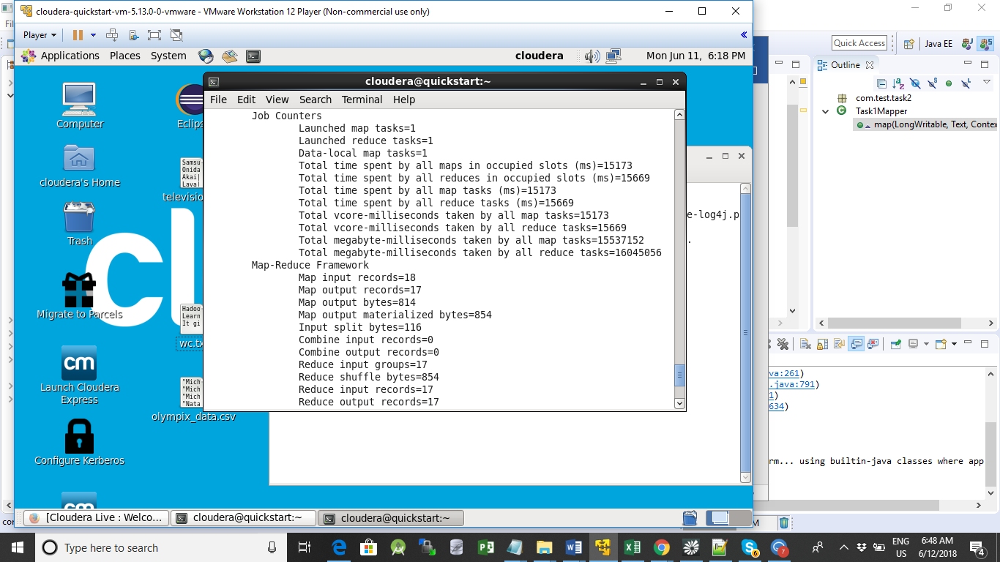 cloudera-quickstart-vm-5.13.0-0-vmware - VMware Workstation 12 Player (Non-commercial use only)
Player
Applications Places System
cloudera
Mon Jun 11, 6:18 PM
Quick Access
Java EE
Outline
com.test.task2
Task1Mapper
map(LongWritable, Text, Contex
Computer
cloudera's Home
Trash
Migrate to Parcels
cm
Launch Cloudera
Express
Configure Kerberos
cm
Eclips
Samsu
Onida
Akai|
Lava|
televisio
Hadoo
Learn
It gi
wc.tx
"Mich
"Mich
"Mich
"Nata
olympix_data.csv
cl
cloudera@quickstart:~
File Edit View Search Terminal Help
Job Counters
Launched map tasks=1
Launched reduce tasks=1
Data-local map tasks=1
Total time spent by all maps in occupied slots (ms)=15173
Total time spent by all reduces in occupied slots (ms)=15669
Total time spent by all map tasks (ms)=15173
Total time spent by all reduce tasks (ms)=15669
Total vcore-milliseconds taken by all map tasks=15173
Total vcore-milliseconds taken by all reduce tasks=15669
Total megabyte-milliseconds taken by all map tasks=15537152
Total megabyte-milliseconds taken by all reduce tasks=16045056
Map-Reduce Framework
Map input records=18
Map output records=17
Map output bytes=814
Map output materialized bytes=854
Input split bytes=116
Combine input records=0
Combine output records=0
Reduce input groups=17
Reduce shuffle bytes=854
Reduce input records=17
Reduce output records=17
e-log4j.p
.
va:261)
.java:791)
1)
634)
rm... using builtin-java classes where app
[Cloudera Live : Welco...
cloudera@quickstart:~
cloudera@quickstart:~
con
M
Type here to search
6
7
ENG
US
6:48 AM
6/12/2018
4